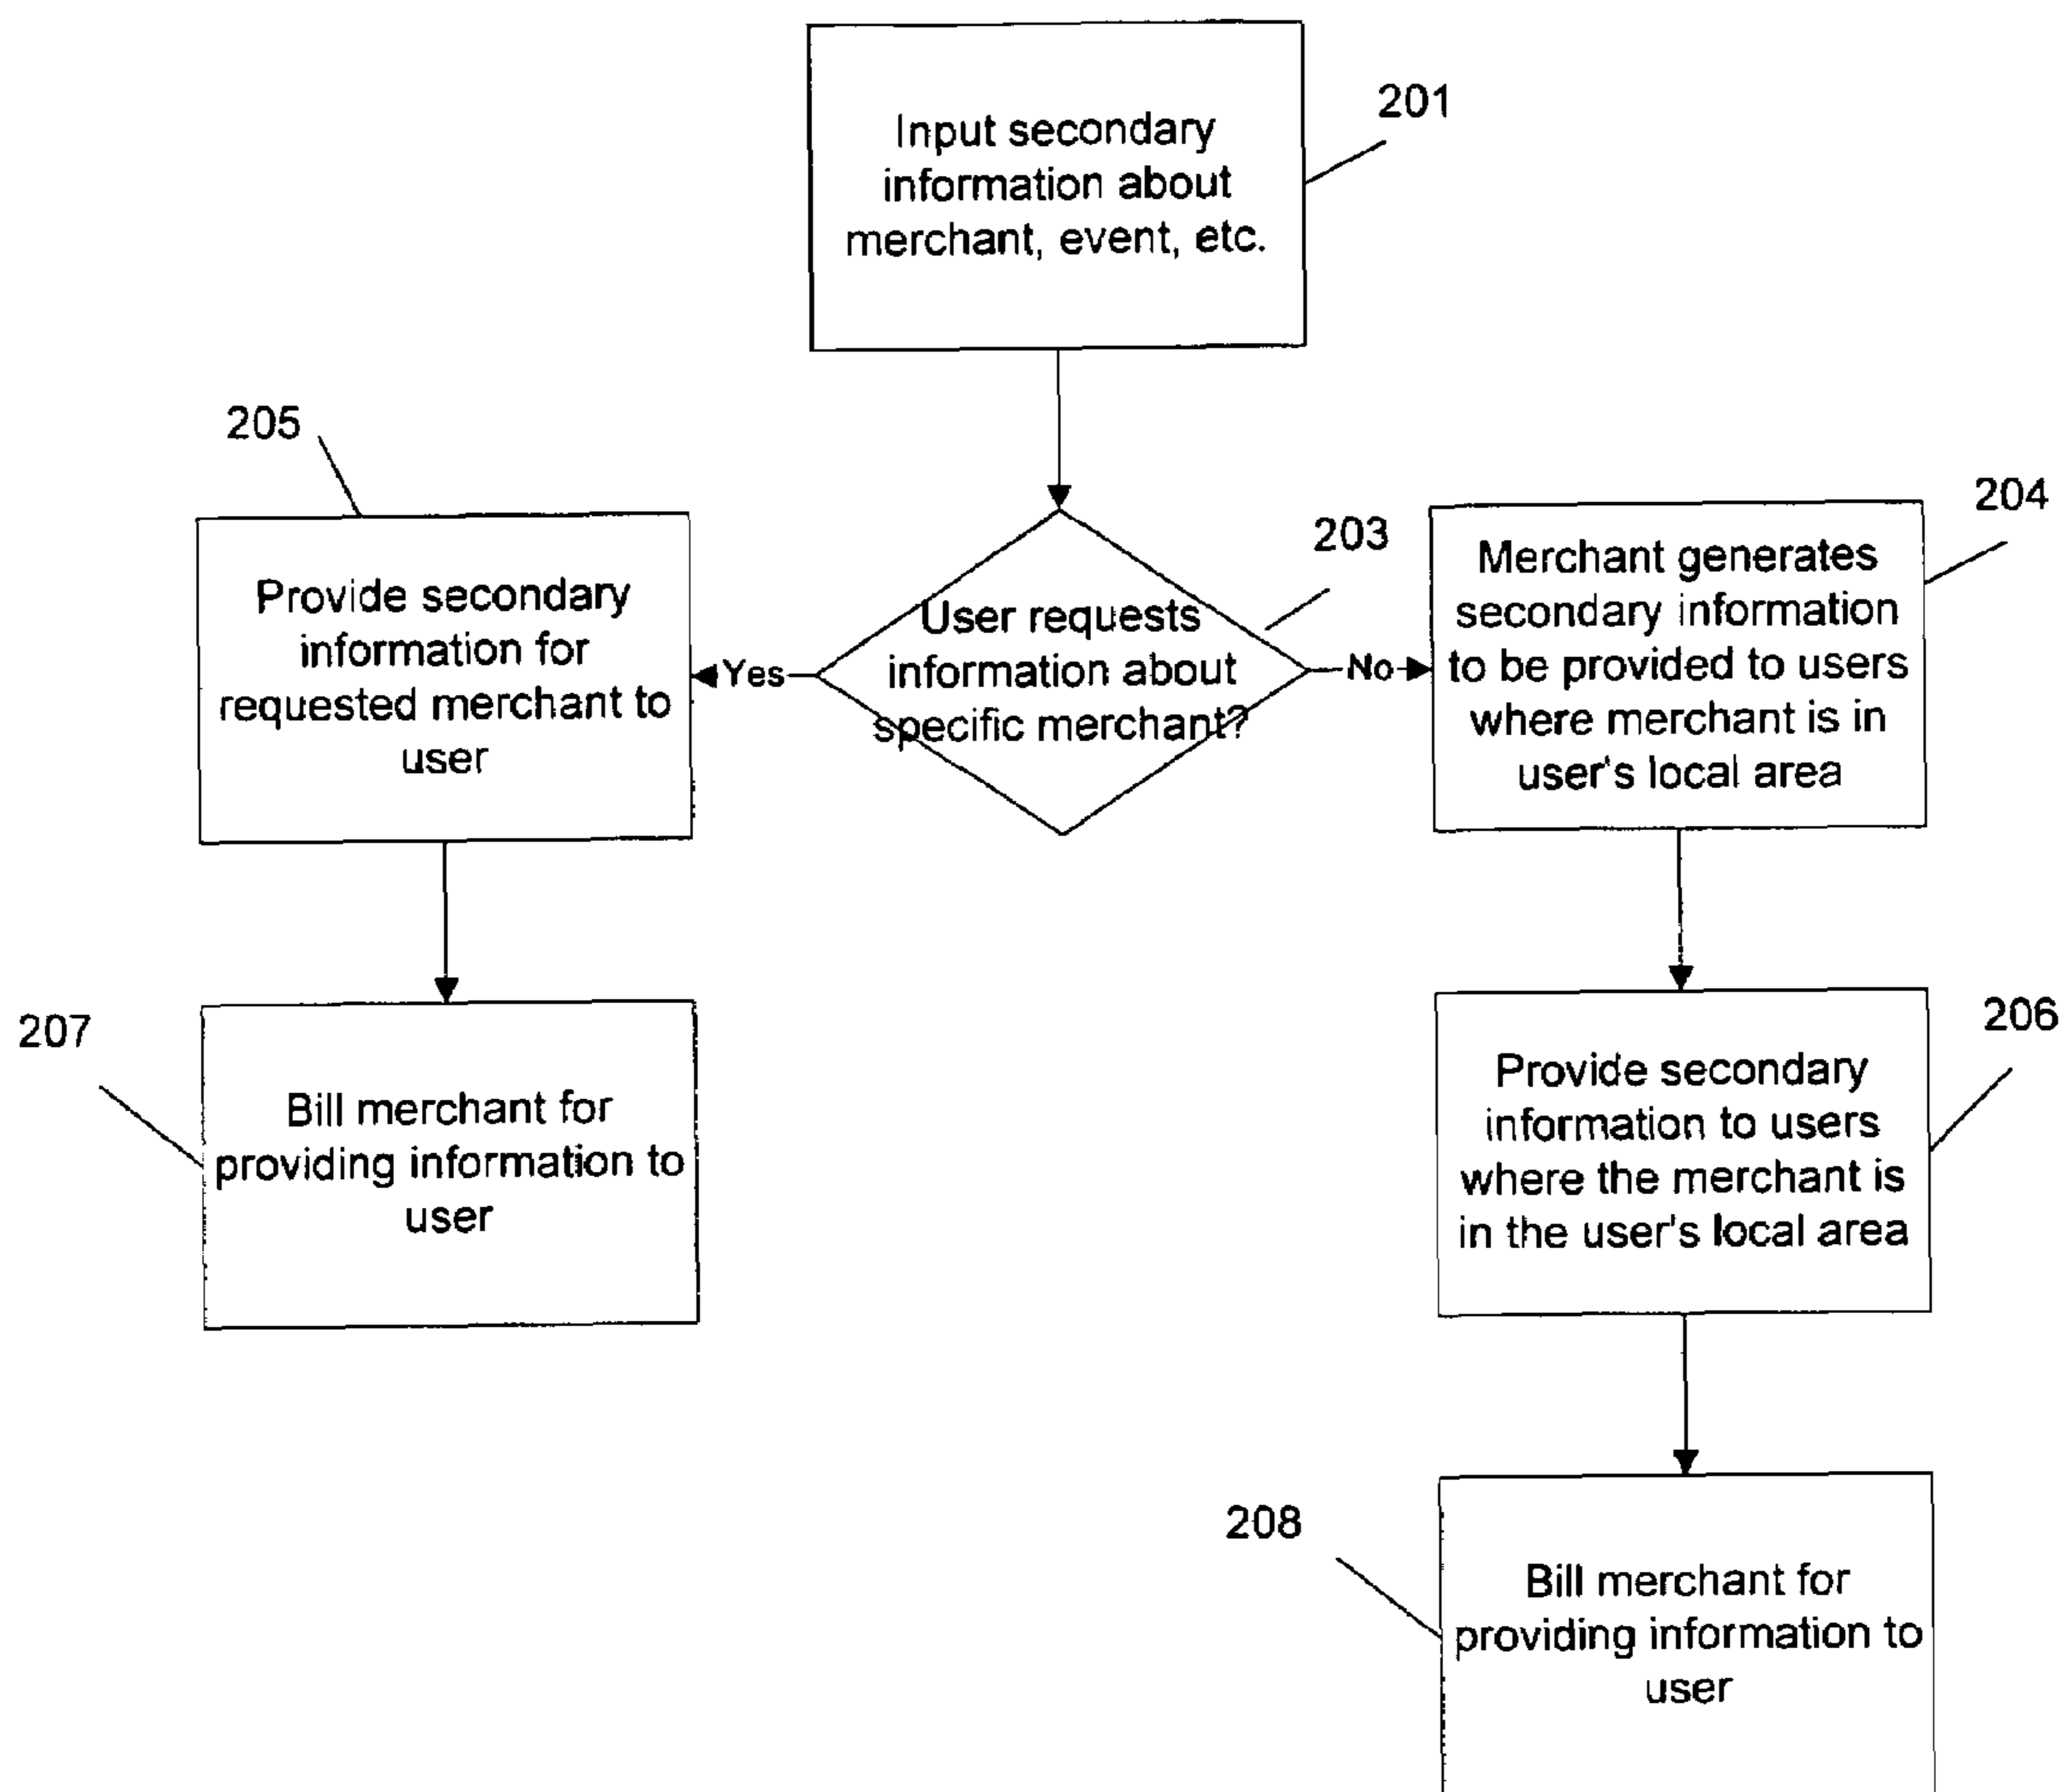 201
Input secondary
information about
merchant, event, etc.
205
Provide secondary
information for
requested merchant to
user
Yes
203
User requests
information about
specific merchant?
No
204
Merchant generates
secondary information
to be provided to users
where merchant is in
user's local area
207
Bill merchant for
providing information to
user
206
Provide secondary
information to users
where the merchant is
in the user's local area
208
Bill merchant for
providing information to
user